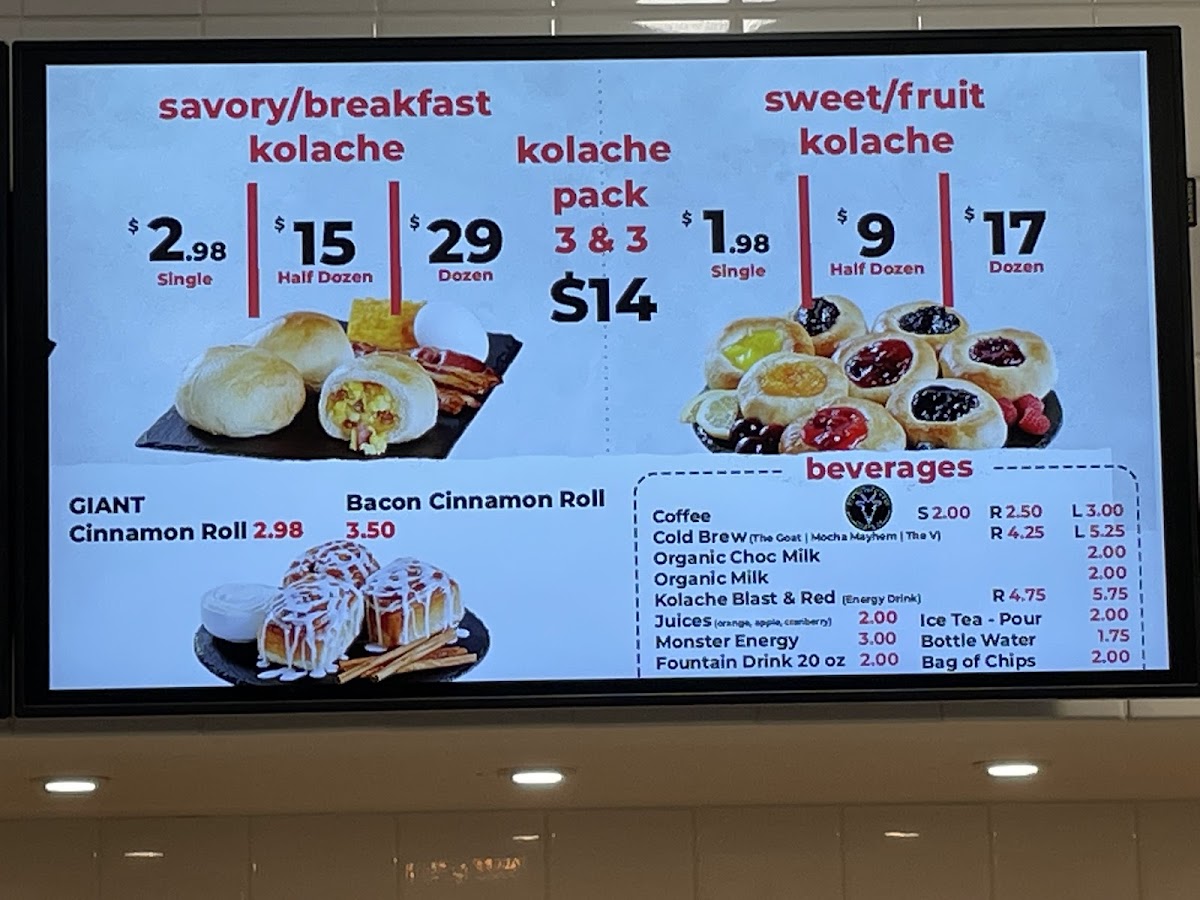 savory/breakfast
kolache
$2.98
Single
$15
Half Dozen
$29
Dozen
kolache
pack
3 & 3
$14
sweet/fruit
kolache
$1.98
Single
$9
Half Dozen
$17
Dozen
GIANT
Cinnamon Roll 2.98
Bacon Cinnamon Roll
3.50
beverages
Coffee S 2.00 R 2.50 L 3.00
Cold Brew (The Goat | Mocha Mayhem | The V) R 4.25 L 5.25
Organic Choc Milk 2.00
Organic Milk 2.00
Kolache Blast & Red (Energy Drink) R 4.75 5.75
Juices (orange, apple, cranberry) 2.00 Ice Tea - Pour 2.00
Monster Energy 3.00 Bottle Water 1.75
Fountain Drink 20 oz 2.00 Bag of Chips 2.00